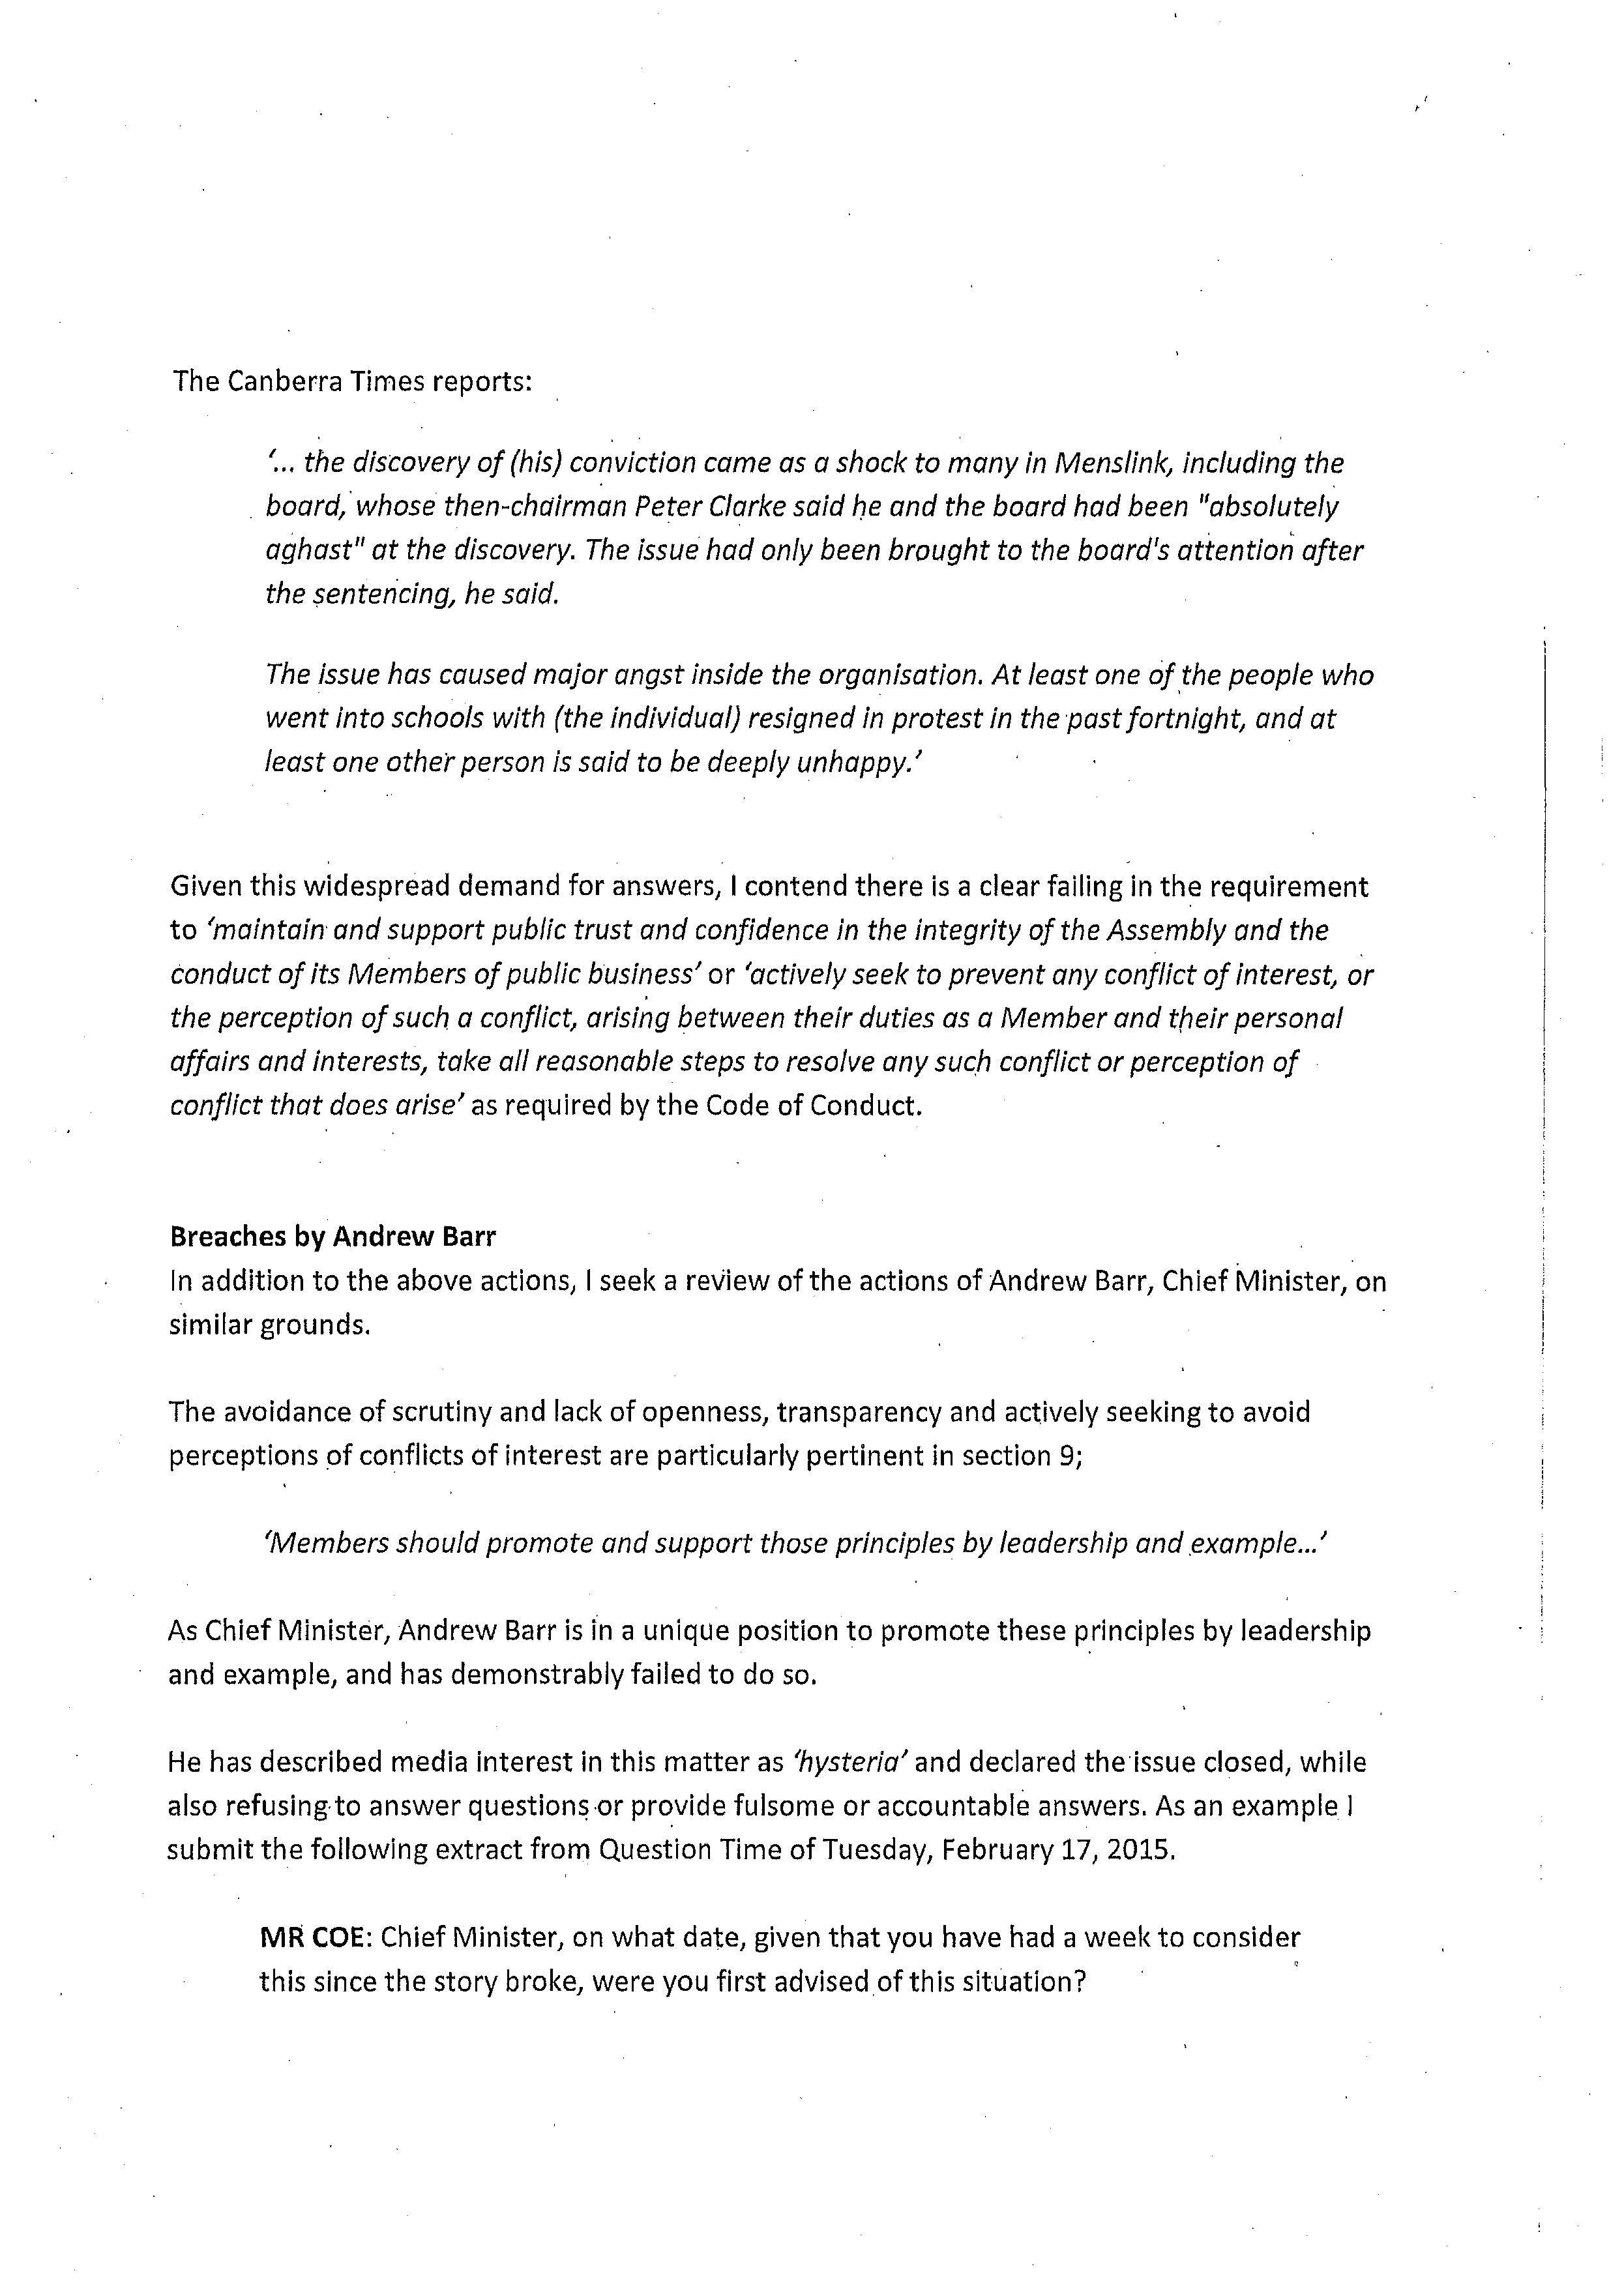 The Canberra Times reports:
‘... the discovery of (his) conviction came as a shock to many in Menslink, including the
board, whose then-chairman Peter Clarke said he and the board had been "absolutely
aghast" at the discovery. The issue had only been brought to the board's attention after
the sentencing, he said.
The issue has caused major angst inside the organisation. At least one of the people who
went into schools with (the individual) resigned in protest in the past fortnight, and at
least one other person is said to be deeply unhappy.’
Given this widespread demand for answers, I contend there is a clear failing in the requirement
to ‘maintain and support public trust and confidence in the integrity of the Assembly and the
conduct of its Members of public business’ or ‘actively seek to prevent any conflict of interest, or
the perception of such a conflict, arising between their duties as a Member and their personal
affairs and interests, take all reasonable steps to resolve any such conflict or perception of
conflict that does arise’ as required by the Code of Conduct.
Breaches by Andrew Barr
In addition to the above actions, I seek a review of the actions of Andrew Barr, Chief Minister, on
similar grounds.
The avoidance of scrutiny and lack of openness, transparency and actively seeking to avoid
perceptions of conflicts of interest are particularly pertinent in section 9;
‘Members should promote and support those principles by leadership and example...’
As Chief Minister, Andrew Barr is in a unique position to promote these principles by leadership
and example, and has demonstrably failed to do so.
He has described media interest in this matter as ‘hysteria’ and declared the issue closed, while
also refusing to answer questions or provide fulsome or accountable answers. As an example I
submit the following extract from Question Time of Tuesday, February 17, 2015.
MR COE: Chief Minister, on what date, given that you have had a week to consider
this since the story broke, were you first advised of this situation?